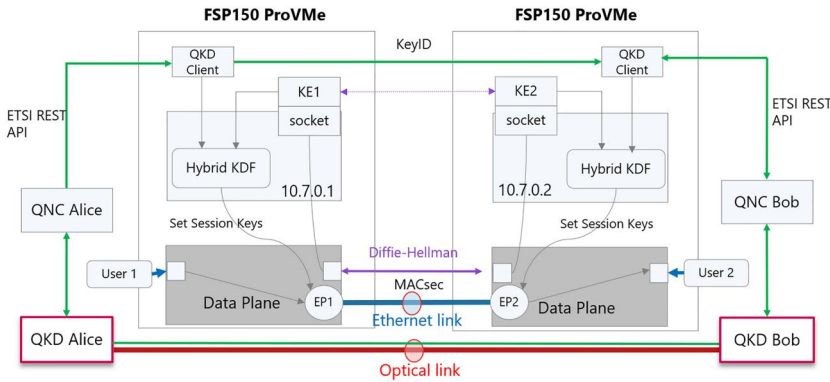 FSP150 ProVMe
FSP150 ProVMe
KeyID
QKD
Client
QKD
Client
ETSI REST
API
ETSI REST
API
KE1
KE2
socket
socket
Hybrid KDF
Hybrid KDF
10.7.0.1
10.7.0.2
QNC Alice
QNC Bob
Set Session Keys
Set Session Keys
Diffie-Hellman
User 1
User 2
MACsec
Data Plane
EP1
EP2
Data Plane
Ethernet link
QKD Alice
QKD Bob
Optical link